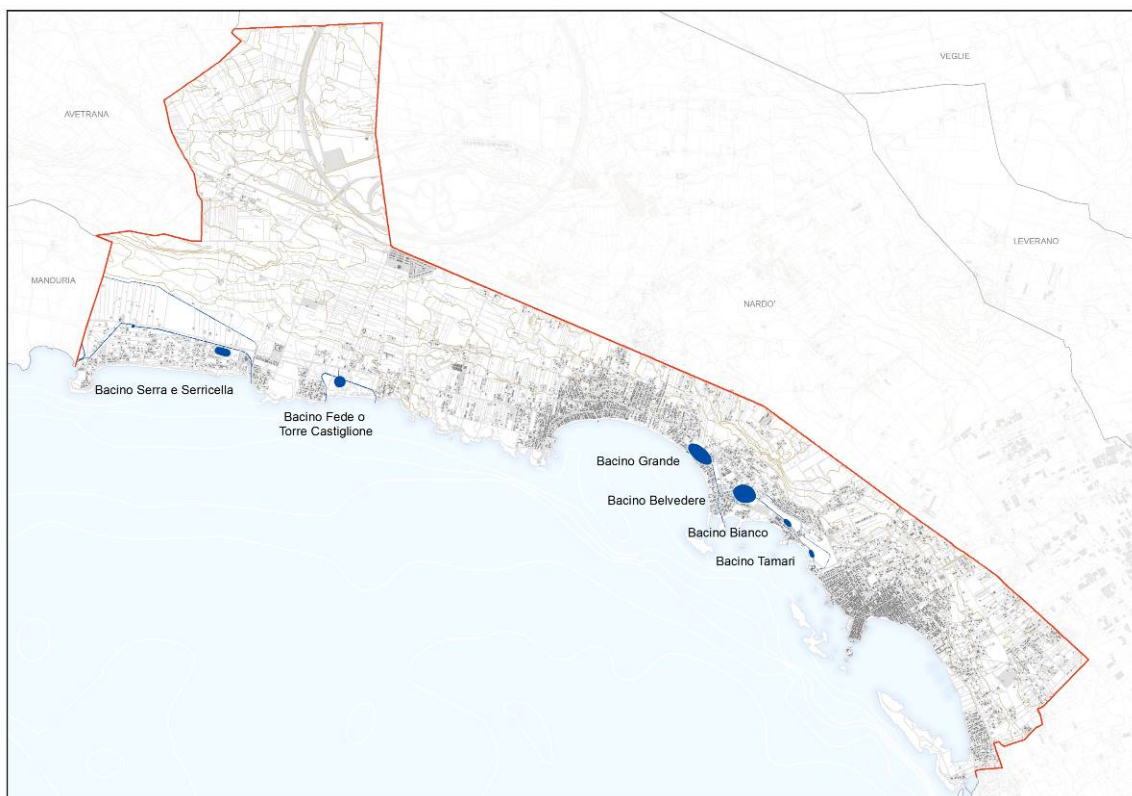 VEGLIE
AVETRANA
LEVERANO
MANDURIA
NARDO'
Bacino Serra e Serricella
Bacino Fede o
Torre Castiglione
Bacino Grande
Bacino Belvedere
Bacino Bianco
Bacino Tamari